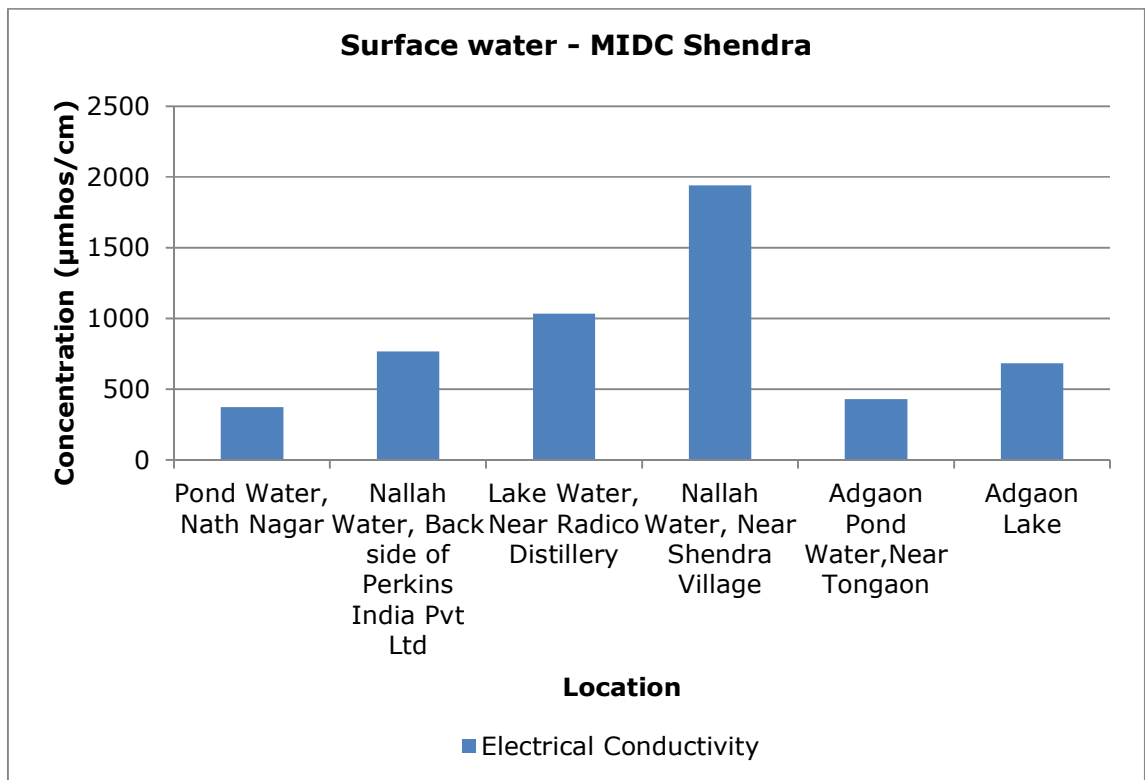 Surface water - MIDC Shendra
Concentration (µmhos/cm)
2500
2000
1500
1000
500
0
Pond Water,
Nath Nagar
Nallah
Water, Back
side of
Perkins
India Pvt
Ltd
Lake Water,
Near Radico
Distillery
Nallah
Water, Near
Shendra
Village
Adgaon
Pond
Water,Near
Tongaon
Adgaon
Lake
Location
Electrical Conductivity